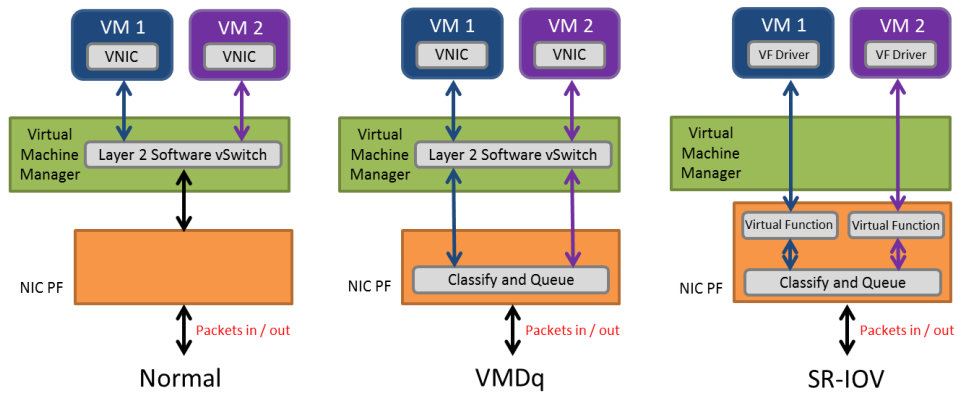 VM 1
VNIC
VM 2
VNIC
Virtual
Machine
Manager
Layer 2 Software vSwitch
NIC PF
Packets in / out
Normal
VM 1
VNIC
VM 2
VNIC
Virtual
Machine
Manager
Layer 2 Software vSwitch
NIC PF
Classify and Queue
Packets in / out
VMDq
VM 1
VF Driver
VM 2
VF Driver
Virtual
Machine
Manager
Virtual Function
Virtual Function
NIC PF
Classify and Queue
Packets in / out
SR-IOV